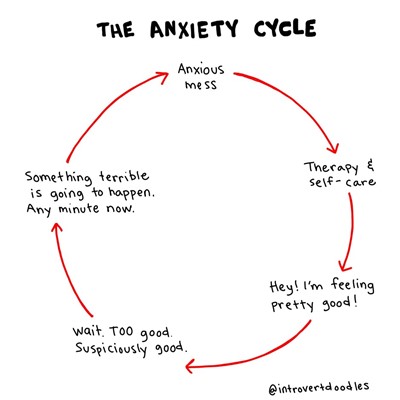 THE ANXIETY CYCLE
Anxious
mess
Therapy &
self-care
Hey! I'm feeling
pretty good!
Wait. TOO good.
Suspiciously good.
Something terrible
is going to happen.
Any minute now.
@introvertdoodles